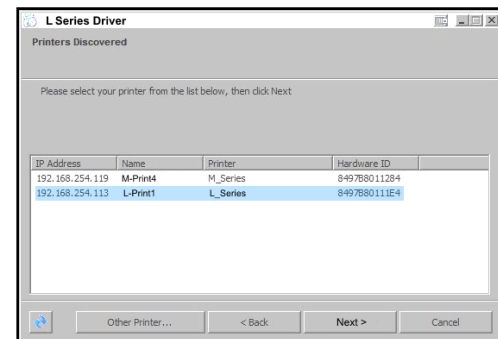 L Series Driver
Printers Discovered
Please select your printer from the list below, then click Next
IP Address Name Printer Hardware ID
192.168.254.119 M-Print4 M_Series 8497B8011284
192.168.254.113 L-Print1 L_Series 8497B80111E4
Other Printer... < Back Next > Cancel